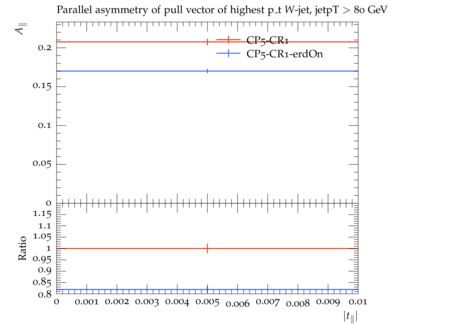 Parallel asymmetry of pull vector of highest p_t W-jet, jetpT > 80 GeV
A∥
0.2
0.15
0.1
0.05
0
CP5-CR1
CP5-CR1-erdOn
Ratio
1.15
1.1
1.05
1
0.95
0.9
0.85
0.8
0 0.001 0.002 0.003 0.004 0.005 0.006 0.007 0.008 0.009 0.01
|t∥|